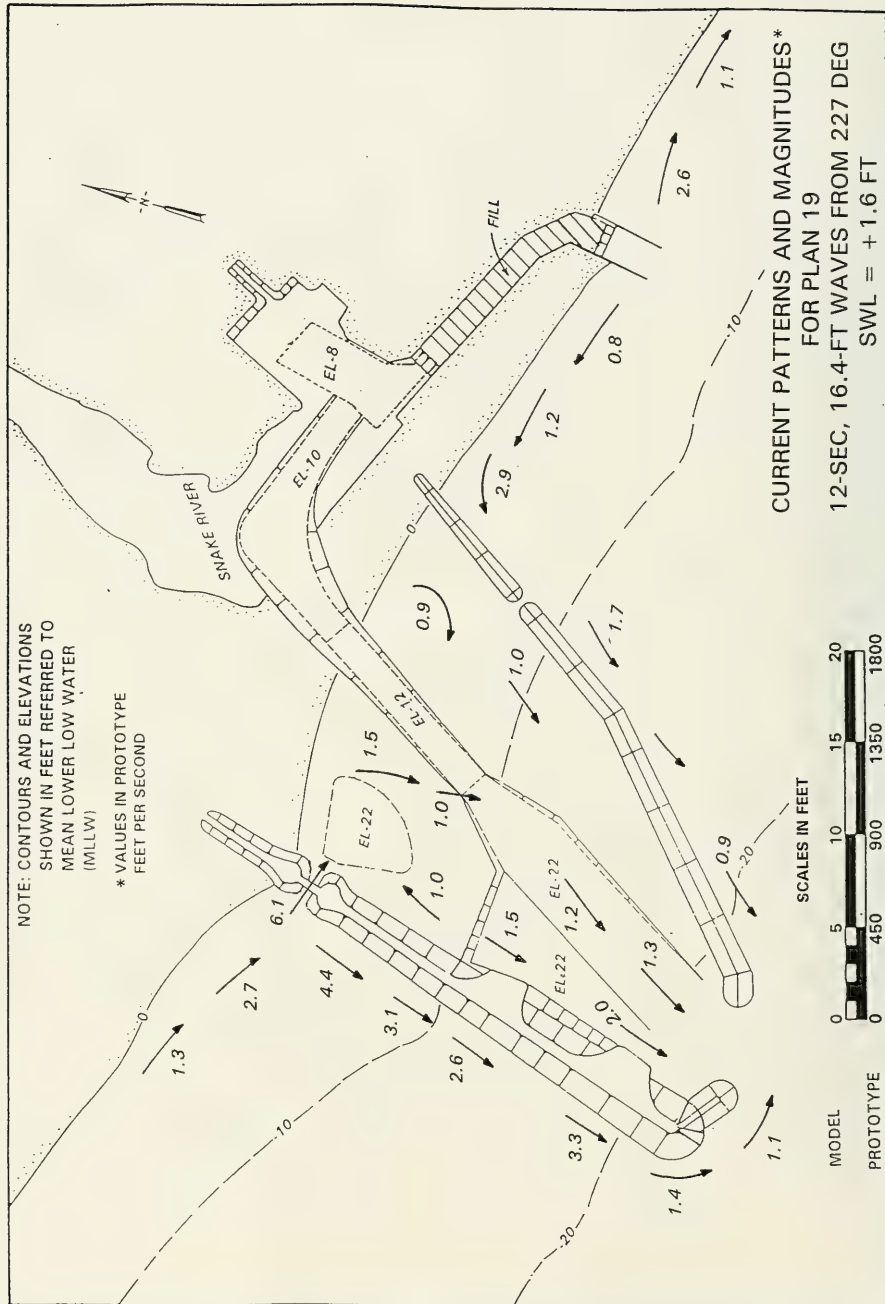 NOTE: CONTOURS AND ELEVATIONS
SHOWN IN FEET REFERRED TO
MEAN LOWER LOW WATER
(MLLW)
* VALUES IN PROTOTYPE
FEET PER SECOND
-N-
SNAKE RIVER
EL-8
EL-10
FILL
EL-12
EL-22
EL-22
EL-22
0
0
-10
-10
-20
-20
1.3
2.7
6.1
4.4
3.1
2.6
3.3
1.4
1.1
1.0
1.5
1.0
1.5
1.2
1.3
2.0
0.9
1.0
1.7
0.9
2.9
1.2
0.8
2.6
1.1
CURRENT PATTERNS AND MAGNITUDES*
FOR PLAN 19
12-SEC, 16.4-FT WAVES FROM 227 DEG
SWL = +1.6 FT
SCALES IN FEET
MODEL 0 5 10 15 20
PROTOTYPE 0 450 900 1350 1800